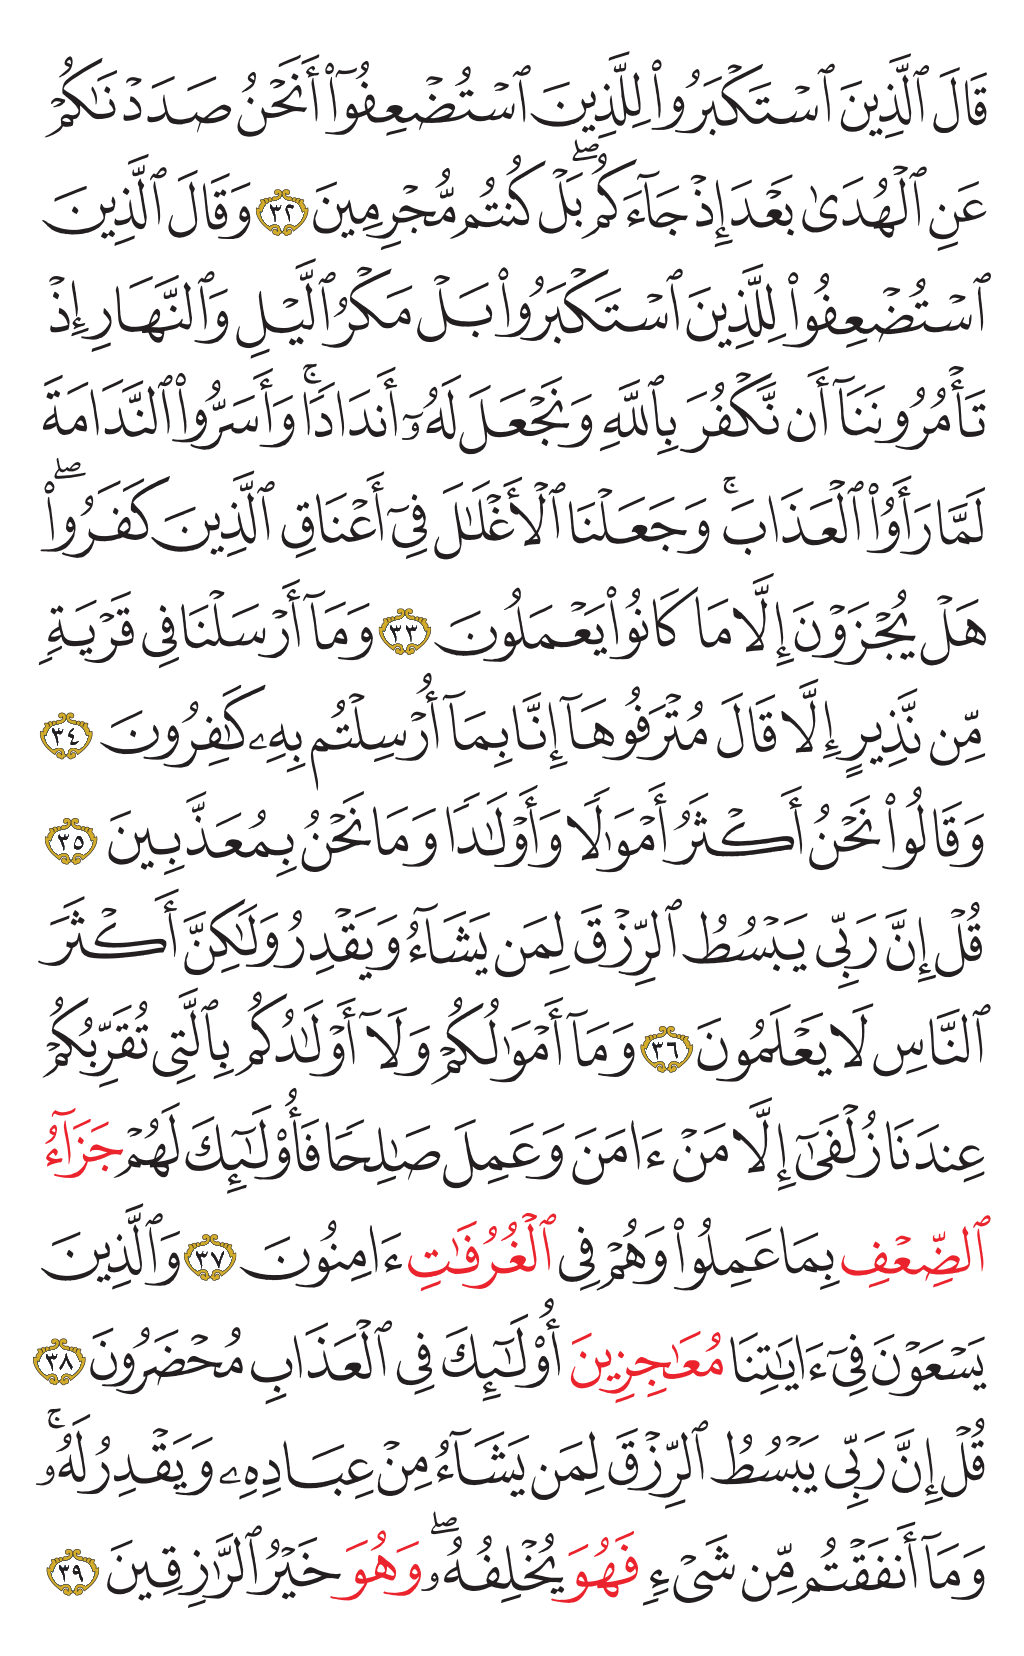 قَالَ ٱلَّذِينَ ٱسۡتَكۡبَرُواْ لِلَّذِينَ ٱسۡتُضۡعِفُوٓاْ أَنَحۡنُ صَدَدۡنَٰكُمۡ
عَنِ ٱلۡهُدَىٰ بَعۡدَ إِذۡ جَآءَكُمۖ بَلۡ كُنتُم مُّجۡرِمِينَ ٣٢ وَقَالَ ٱلَّذِينَ
ٱسۡتُضۡعِفُواْ لِلَّذِينَ ٱسۡتَكۡبَرُواْ بَلۡ مَكۡرُ ٱلَّيۡلِ وَٱلنَّهَارِ إِذۡ
تَأۡمُرُونَنَآ أَن نَّكۡفُرَ بِٱللَّهِ وَنَجۡعَلَ لَهُۥٓ أَندَادٗاۚ وَأَسَرُّواْ ٱلنَّدَامَةَ
لَمَّا رَأَوُاْ ٱلۡعَذَابَۚ وَجَعَلۡنَا ٱلۡأَغۡلَٰلَ فِيٓ أَعۡنَاقِ ٱلَّذِينَ كَفَرُواْۖ
هَلۡ يُجۡزَوۡنَ إِلَّا مَا كَانُواْ يَعۡمَلُونَ ٣٣ وَمَآ أَرۡسَلۡنَا فِي قَرۡيَةٖ
مِّن نَّذِيرٍ إِلَّا قَالَ مُتۡرَفُوهَآ إِنَّا بِمَآ أُرۡسِلۡتُم بِهِۦ كَٰفِرُونَ ٣٤
وَقَالُواْ نَحۡنُ أَكۡثَرُ أَمۡوَٰلٗا وَأَوۡلَٰدٗا وَمَا نَحۡنُ بِمُعَذَّبِينَ ٣٥
قُلۡ إِنَّ رَبِّي يَبۡسُطُ ٱلرِّزۡقَ لِمَن يَشَآءُ وَيَقۡدِرُ وَلَٰكِنَّ أَكۡثَرَ
ٱلنَّاسِ لَا يَعۡلَمُونَ ٣٦ وَمَآ أَمۡوَٰلُكُمۡ وَلَآ أَوۡلَٰدُكُم بِٱلَّتِي تُقَرِّبُكُمۡ
عِندَنَا زُلۡفَىٰٓ إِلَّا مَنۡ ءَامَنَ وَعَمِلَ صَٰلِحٗا فَأُوْلَٰٓئِكَ لَهُمۡ جَزَآءُ
ٱلضِّعۡفِ بِمَا عَمِلُواْ وَهُمۡ فِي ٱلۡغُرُفَٰتِ ءَامِنُونَ ٣٧ وَٱلَّذِينَ
يَسۡعَوۡنَ فِيٓ ءَايَٰتِنَا مُعَٰجِزِينَ أُوْلَٰٓئِكَ فِي ٱلۡعَذَابِ مُحۡضَرُونَ ٣٨
قُلۡ إِنَّ رَبِّي يَبۡسُطُ ٱلرِّزۡقَ لِمَن يَشَآءُ مِنۡ عِبَادِهِۦ وَيَقۡدِرُ لَهُۥۚ
وَمَآ أَنفَقۡتُم مِّن شَيۡءٖ فَهُوَ يُخۡلِفُهُۥۖ وَهُوَ خَيۡرُ ٱلرَّٰزِقِينَ ٣٩